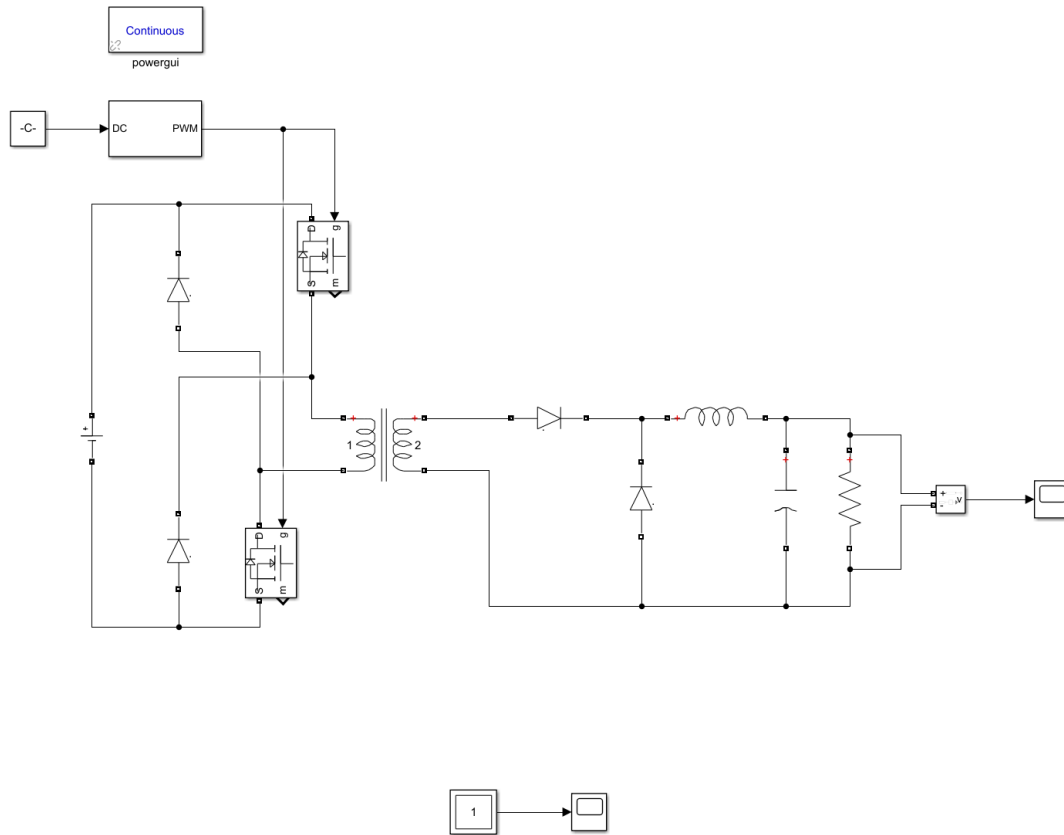 Continuous
powergui
-C-
DC PWM
D g
S m
+
1 + + 2
+
+
+
+
- v
D g
S m
1